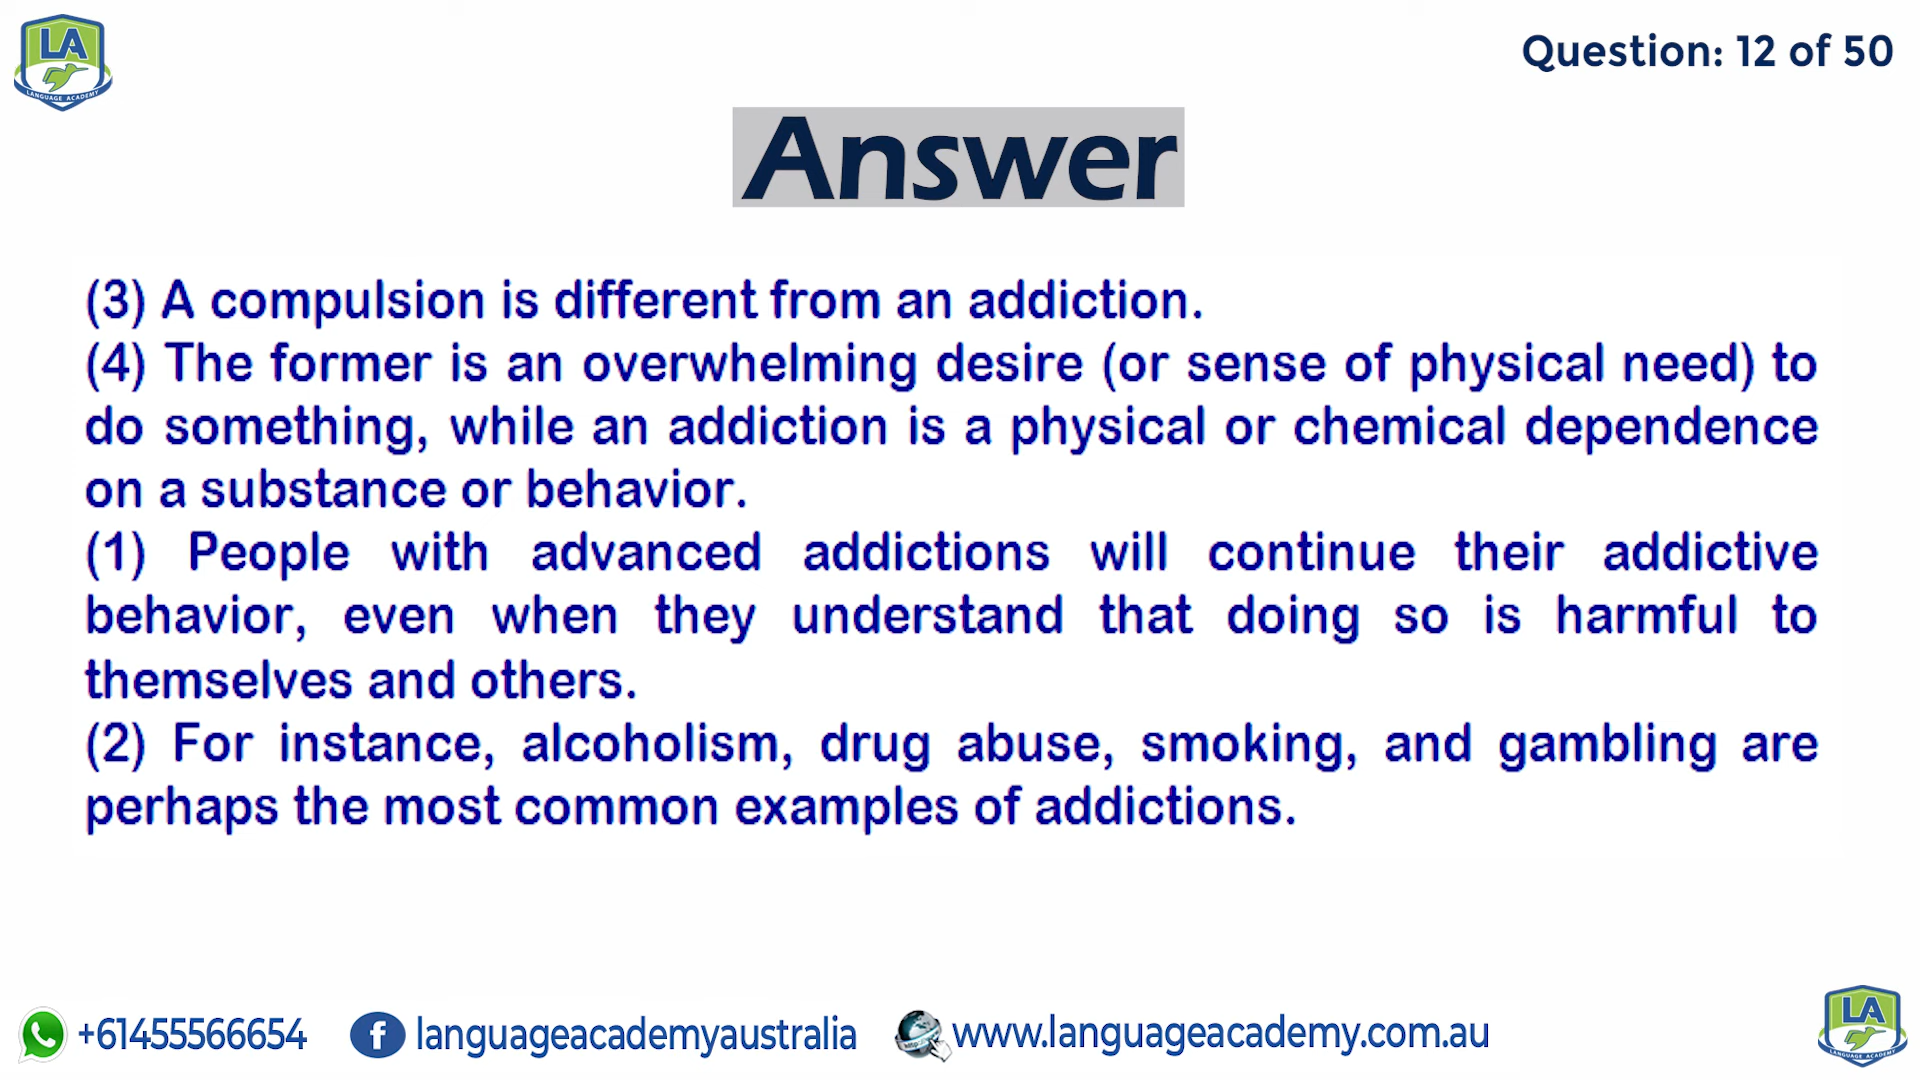 LA
LANGUAGE ACADEMY
Question: 12 of 50
Answer
(3) A compulsion is different from an addiction.
(4) The former is an overwhelming desire (or sense of physical need) to
do something, while an addiction is a physical or chemical dependence
on a substance or behavior.
(1) People with advanced addictions will continue their addictive
behavior, even when they understand that doing so is harmful to
themselves and others.
(2) For instance, alcoholism, drug abuse, smoking, and gambling are
perhaps the most common examples of addictions.
+61455566654
languageacademyaustralia
www.languageacademy.com.au
LA
LANGUAGE ACADEMY